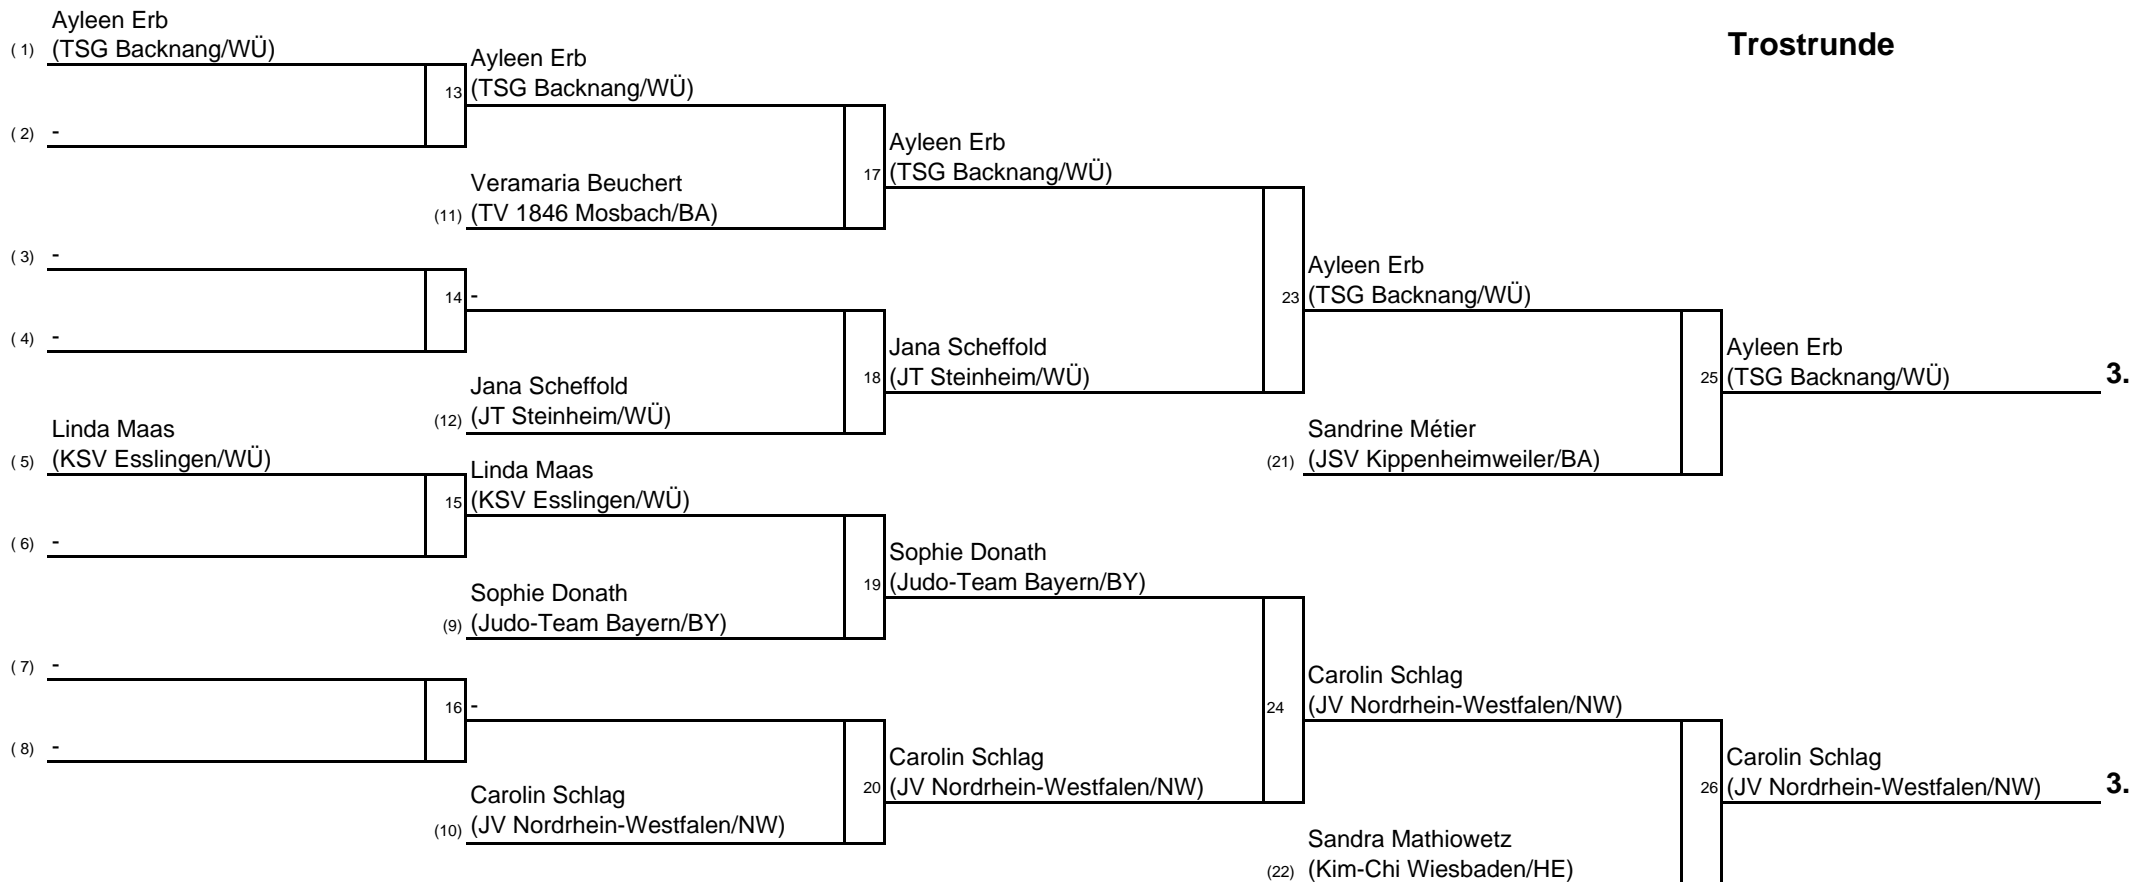 Trostrunde
Ayleen Erb
( 1) (TSG Backnang/WÜ)
( 2) -
( 3) -
( 4) -
Linda Maas
( 5) (KSV Esslingen/WÜ)
( 6) -
( 7) -
( 8) -
Ayleen Erb
13 (TSG Backnang/WÜ)
Veramaria Beuchert
(11) (TV 1846 Mosbach/BA)
14 -
Jana Scheffold
(12) (JT Steinheim/WÜ)
Linda Maas
15 (KSV Esslingen/WÜ)
Sophie Donath
(9) (Judo-Team Bayern/BY)
16 -
Carolin Schlag
(10) (JV Nordrhein-Westfalen/NW)
Ayleen Erb
17 (TSG Backnang/WÜ)
Jana Scheffold
18 (JT Steinheim/WÜ)
Sophie Donath
19 (Judo-Team Bayern/BY)
Carolin Schlag
20 (JV Nordrhein-Westfalen/NW)
Ayleen Erb
23 (TSG Backnang/WÜ)
Sandrine Métier
(21) (JSV Kippenheimweiler/BA)
Carolin Schlag
24 (JV Nordrhein-Westfalen/NW)
Sandra Mathiowetz
(22) (Kim-Chi Wiesbaden/HE)
Ayleen Erb
25 (TSG Backnang/WÜ) 3.
Carolin Schlag
26 (JV Nordrhein-Westfalen/NW) 3.